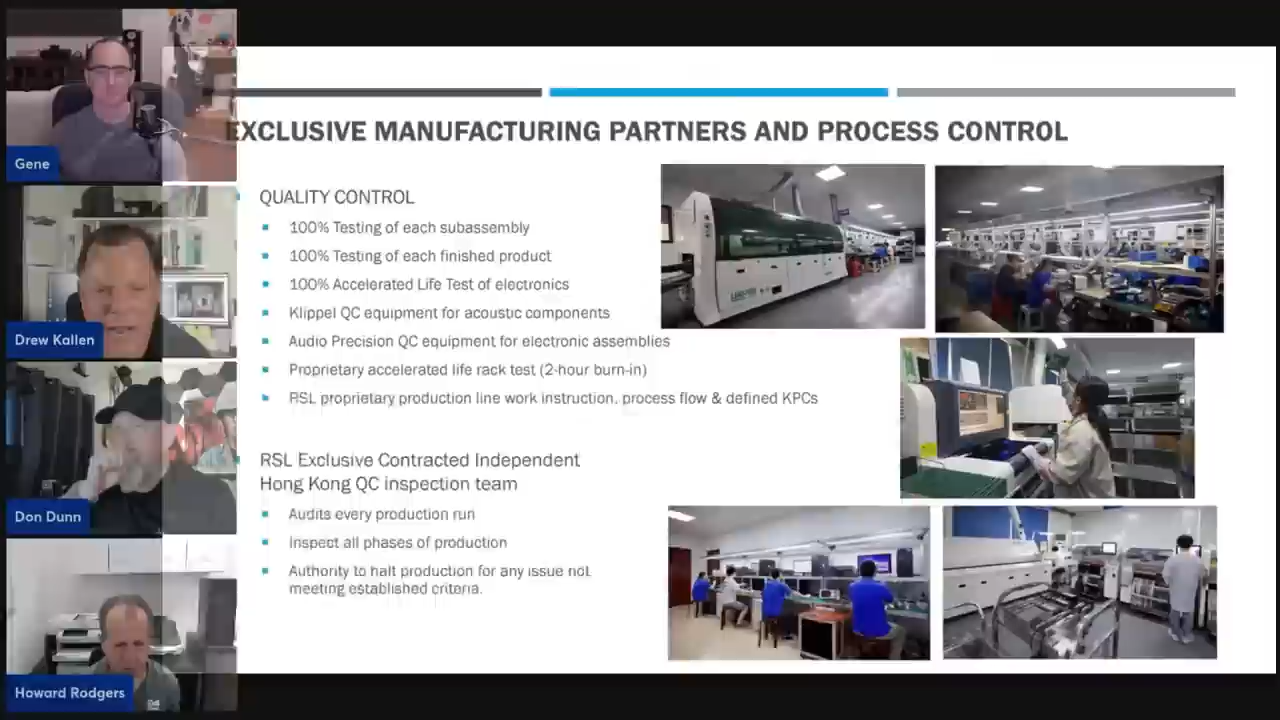 EXCLUSIVE MANUFACTURING PARTNERS AND PROCESS CONTROL
QUALITY CONTROL
100% Testing of each subassembly
100% Testing of each finished product
100% Accelerated Life Test of electronics
Klippel QC equipment for acoustic components
Audio Precision QC equipment for electronic assemblies
Proprietary accelerated life rack test (2-hour burn-in)
RSL proprietary production line work instruction, process flow & defined KPCs
RSL Exclusive Contracted Independent
Hong Kong QC inspection team
Audits every production run
Inspect all phases of production
Authority to halt production for any issue not
meeting established criteria.
Gene
Drew Kallen
Don Dunn
Howard Rodgers